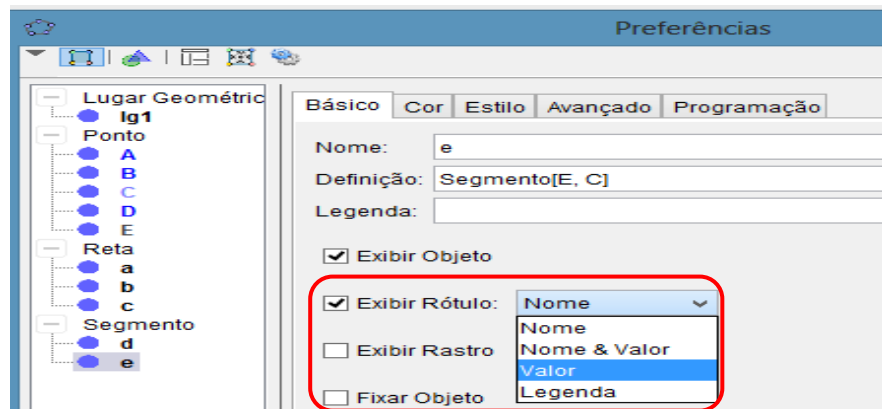 Preferências
Lugar Geométric
lg1
Ponto
A
B
C
D
E
Reta
a
b
c
Segmento
d
e
Básico Cor Estilo Avançado Programação
Nome: e
Definição: Segmento[E, C]
Legenda:
Exibir Objeto
Exibir Rótulo: Nome
Nome
Exibir Rastro Nome & Valor
Valor
Fixar Objeto Legenda